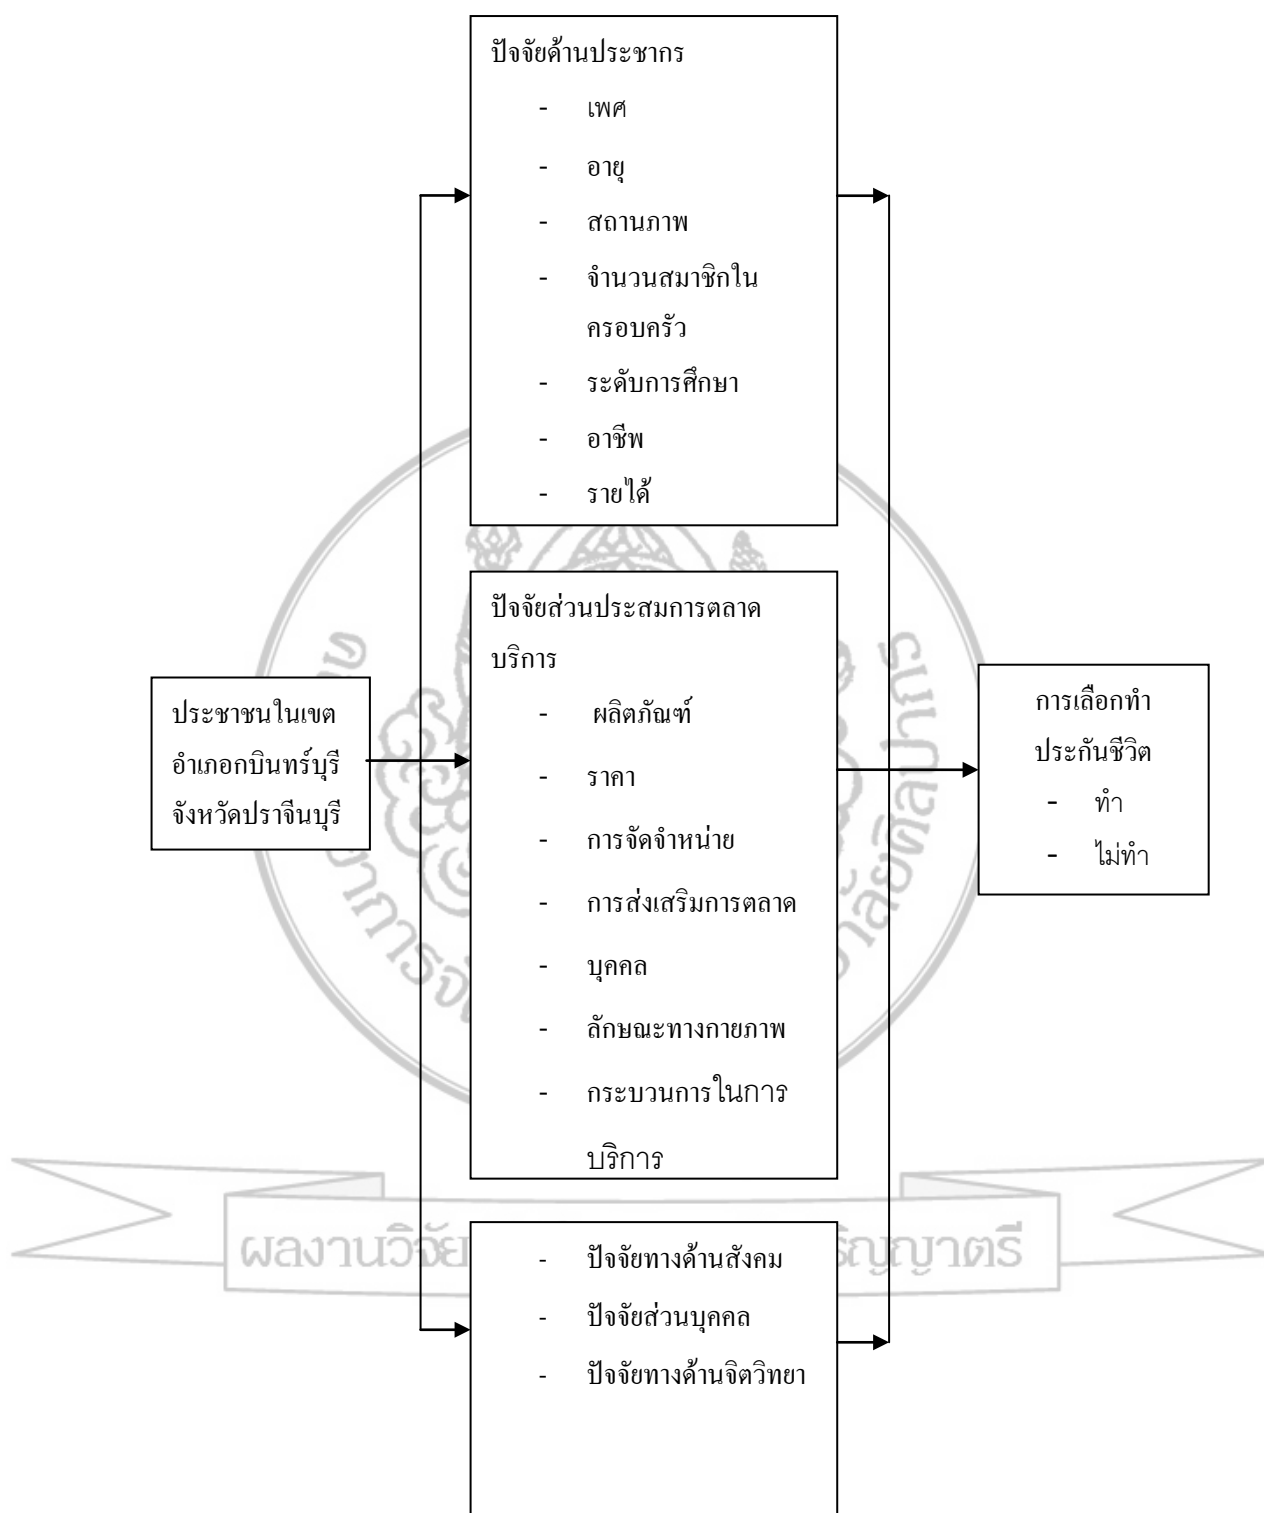 ปัจจัยด้านประชากร
- เพศ
- อายุ
- สถานภาพ
- จำนวนสมาชิกใน
ครอบครัว
- ระดับการศึกษา
- อาชีพ
- รายได้
ปัจจัยส่วนประสมการตลาด
บริการ
- ผลิตภัณฑ์
- ราคา
- การจัดจำหน่าย
- การส่งเสริมการตลาด
- บุคคล
- ลักษณะทางกายภาพ
- กระบวนการในการ
บริการ
ประชาชนในเขต
อำเภอกบินทร์บุรี
จังหวัดปราจีนบุรี
การเลือกทำ
ประกันชีวิต
- ทำ
- ไม่ทำ
- ปัจจัยทางด้านสังคม
- ปัจจัยส่วนบุคคล
- ปัจจัยทางด้านจิตวิทยา
ผลงานวิจัย